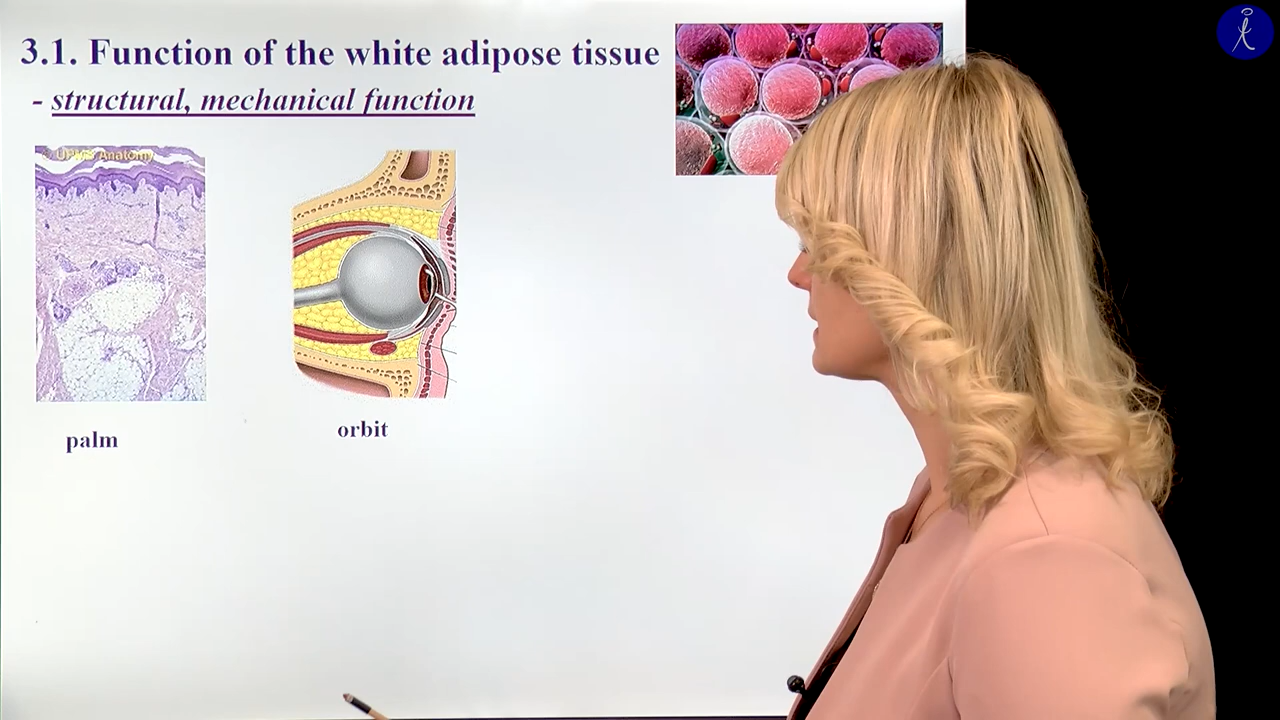 3.1. Function of the white adipose tissue
- structural, mechanical function
© UPMS Anatomy
palm
orbit